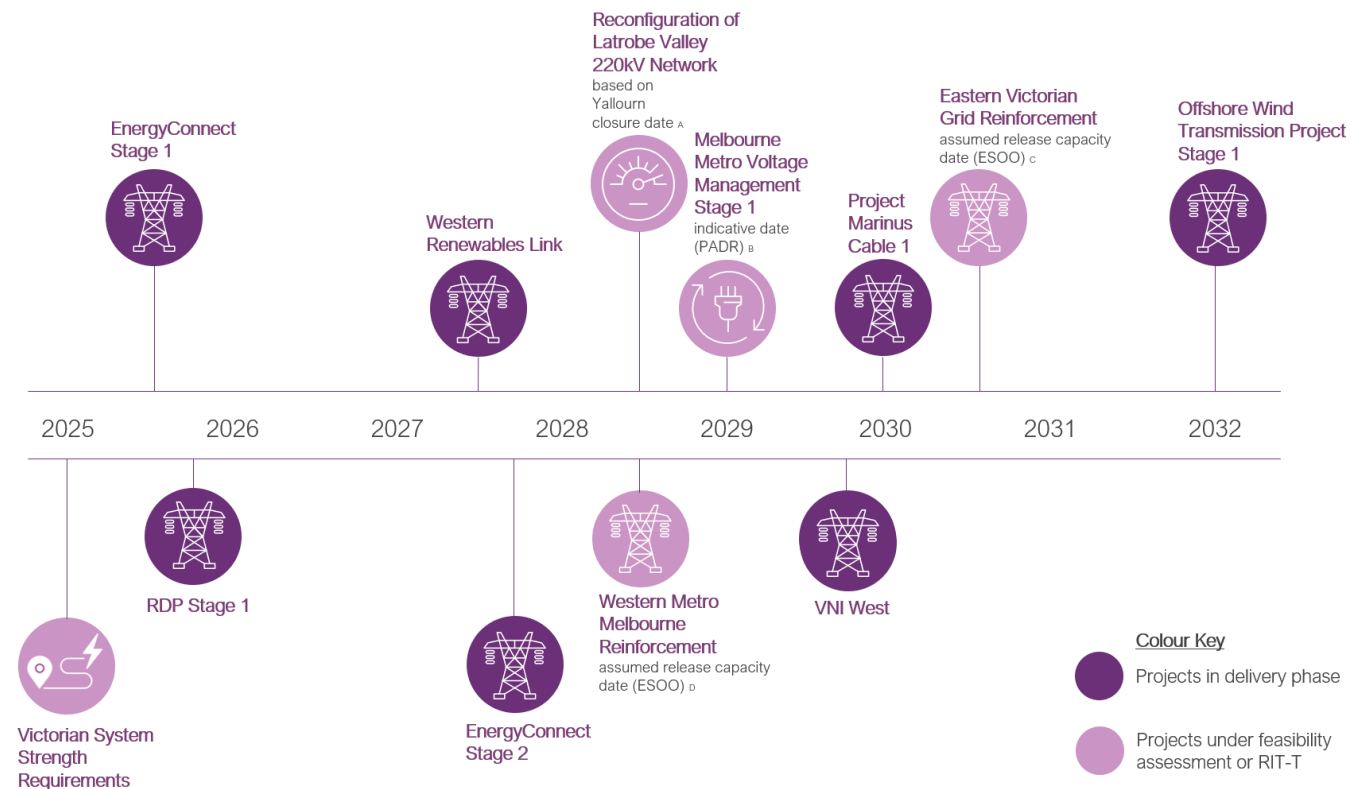 EnergyConnect
Stage 1
Western
Renewables Link
Reconfiguration of
Latrobe Valley
220kV Network
based on
Yallourn
closure date A
Melbourne
Metro Voltage
Management
Stage 1
indicative date
(PADR) B
Project
Marinus
Cable 1
Eastern Victorian
Grid Reinforcement
assumed release capacity
date (ESOO) C
Offshore Wind
Transmission Project
Stage 1
2025 2026 2027 2028 2029 2030 2031 2032
Victorian System
Strength
Requirements
RDP Stage 1
EnergyConnect
Stage 2
Western Metro
Melbourne
Reinforcement
assumed release capacity
date (ESOO) D
VNI West
Colour Key
Projects in delivery phase
Projects under feasibility
assessment or RIT-T